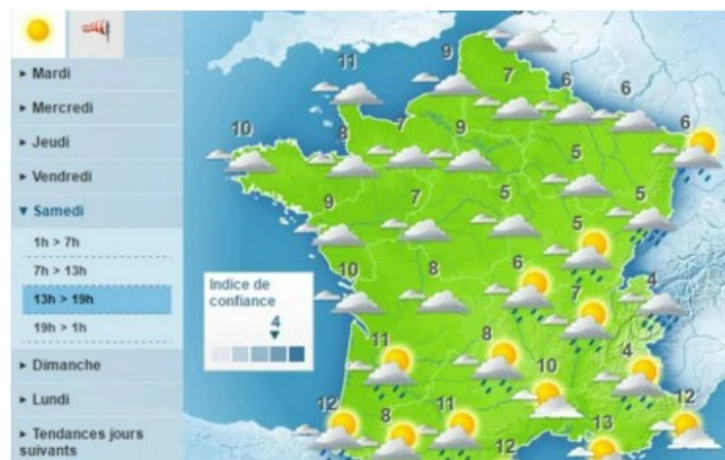 Mardi
Mercredi
Jeudi
Vendredi
Samedi
1h > 7h
7h > 13h
13h > 19h
19h > 1h
Dimanche
Lundi
Tendances jours
suivants
Indice de
confiance
4
9
11
7
6
6
6
10
8
7
9
5
5
9
7
5
5
10
8
6
7
4
11
8
10
4
12
8
11
12
13
12